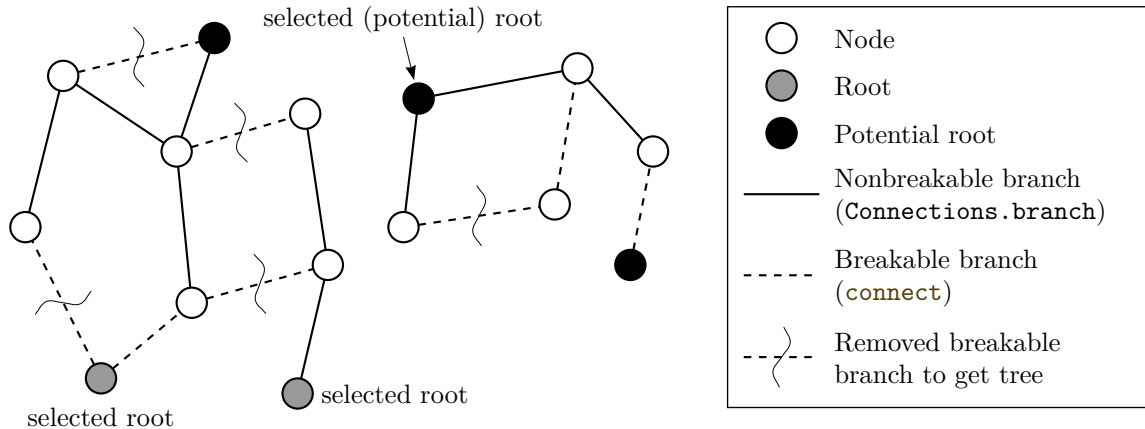 selected (potential) root
selected root
selected root
Node
Root
Potential root
Nonbreakable branch
(Connections.branch)
Breakable branch
(connect)
Removed breakable
branch to get tree